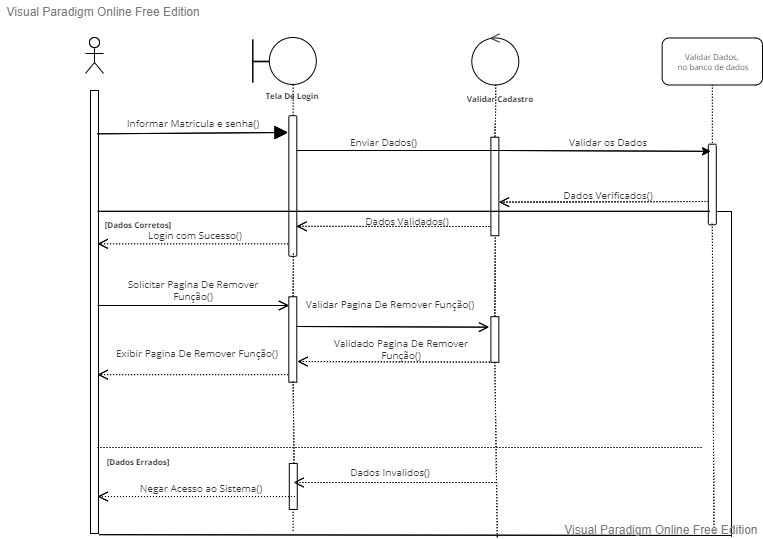 Visual Paradigm Online Free Edition
Validar Dados,
no banco de dados
Tela De Login
Validar Cadastro
Informar Matricula e senha()
Enviar Dados()
Validar os Dados
Dados Verificados()
[Dados Corretos]
Dados Validados()
Login com Sucesso()
Solicitar Pagina De Remover
Função()
Validar Pagina De Remover Função()
Validado Pagina De Remover
Função()
Exibir Pagina De Remover Função()
[Dados Errados]
Dados Invalidos()
Negar Acesso ao Sistema()
Visual Paradigm Online Free Edition